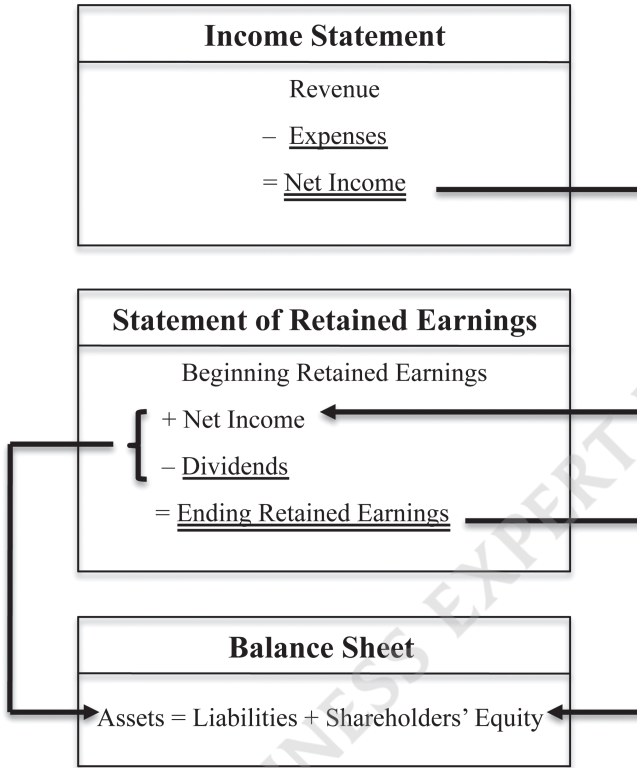 Income Statement
Revenue
– Expenses
= Net Income
Statement of Retained Earnings
Beginning Retained Earnings
+ Net Income
– Dividends
= Ending Retained Earnings
Balance Sheet
Assets = Liabilities + Shareholders’ Equity
EXPERT